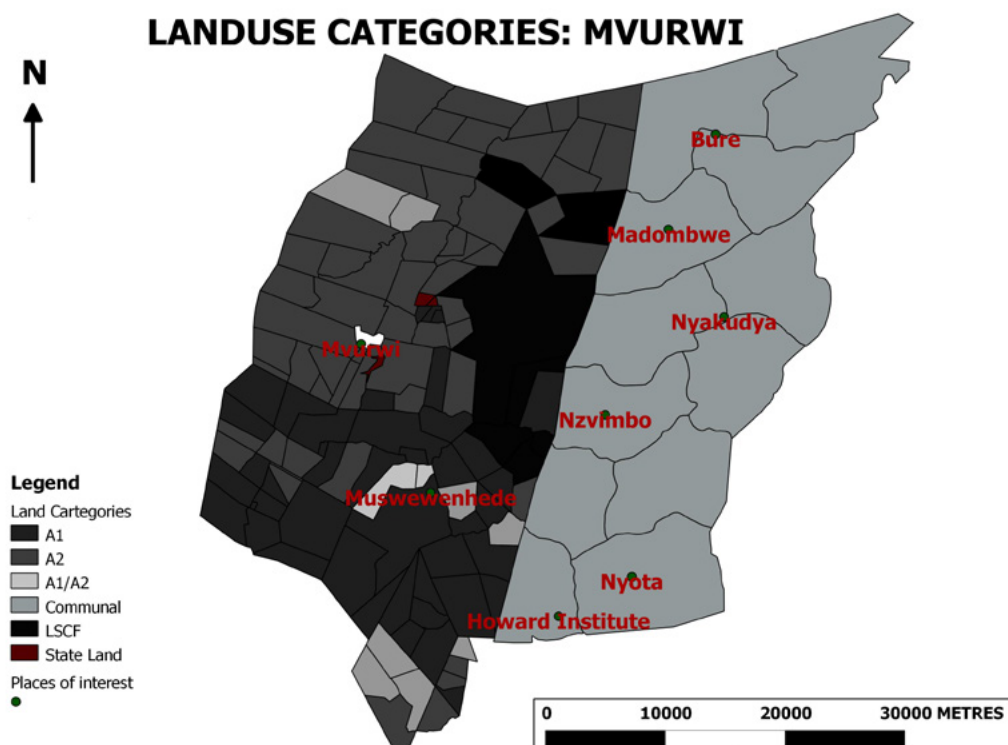 LANDUSE CATEGORIES: MVURWI
N
Bure
Madombwe
Nyakudya
Mvurwi
Nzvimbo
Muswewenhede
Nyota
Howard Institute
Legend
Land Cartegories
A1
A2
A1/A2
Communal
LSCF
State Land
Places of interest
0 10000 20000 30000 METRES